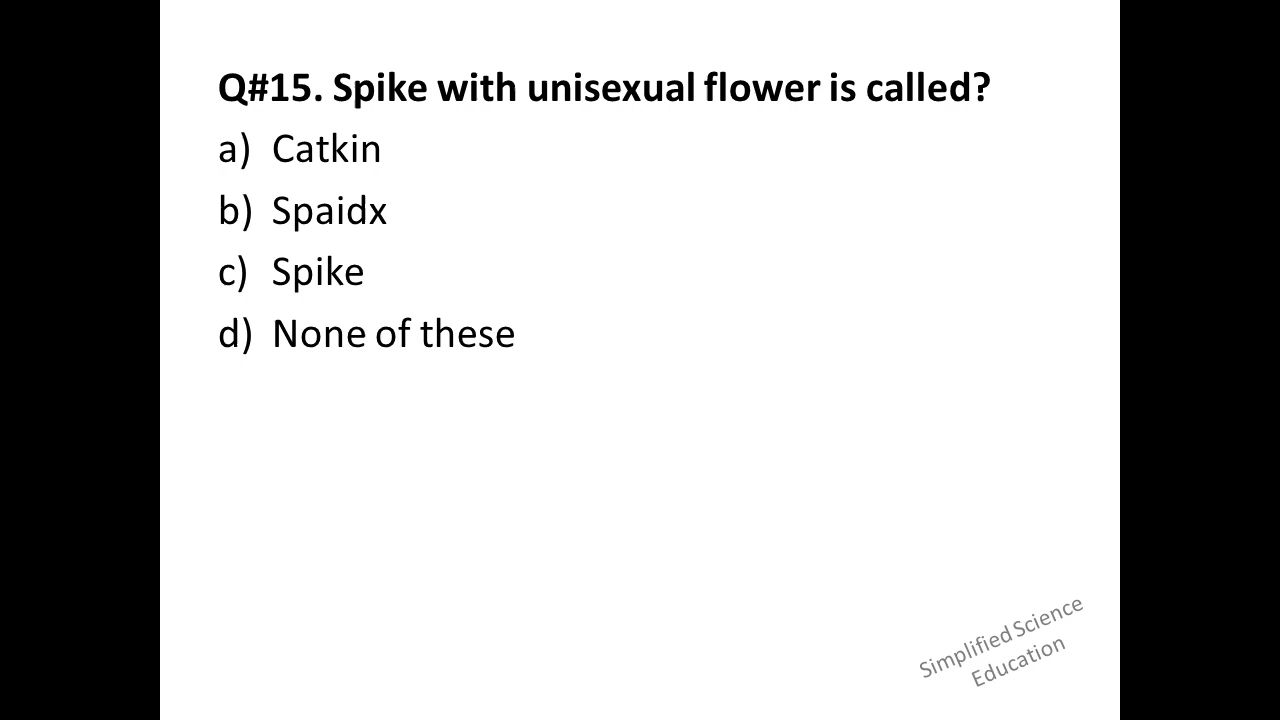 Q#15. Spike with unisexual flower is called?
a) Catkin
b) Spaidx
c) Spike
d) None of these
Simplified Science
Education